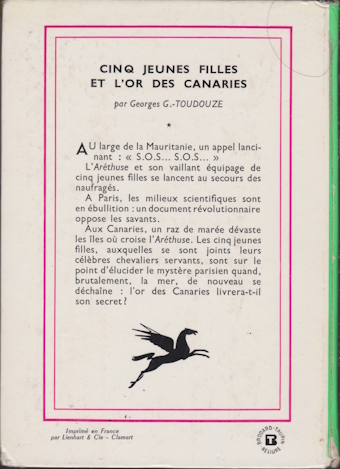 CINQ JEUNES FILLES
ET L'OR DES CANARIES
par Georges G.-TOUDOUZE
*
AU large de la Mauritanie, un appel lanci-
nant : « S.O.S... S.O.S... »
L'Aréthuse et son vaillant équipage de
cinq jeunes filles se lancent au secours des
naufragés.
A Paris, les milieux scientifiques sont
en ébullition : un document révolutionnaire
oppose les savants.
Aux Canaries, un raz de marée dévaste
les îles où croise l'Aréthuse. Les cinq jeunes
filles, auxquelles se sont joints leurs
célèbres chevaliers servants, sont sur le
point d'élucider le mystère parisien quand,
brutalement, la mer, de nouveau se
déchaîne : l'or des Canaries livrera-t-il
son secret?
Imprimé en France
par Lienhart & Cie - Clamart
BRODARD-TAUPIN
RELIURE